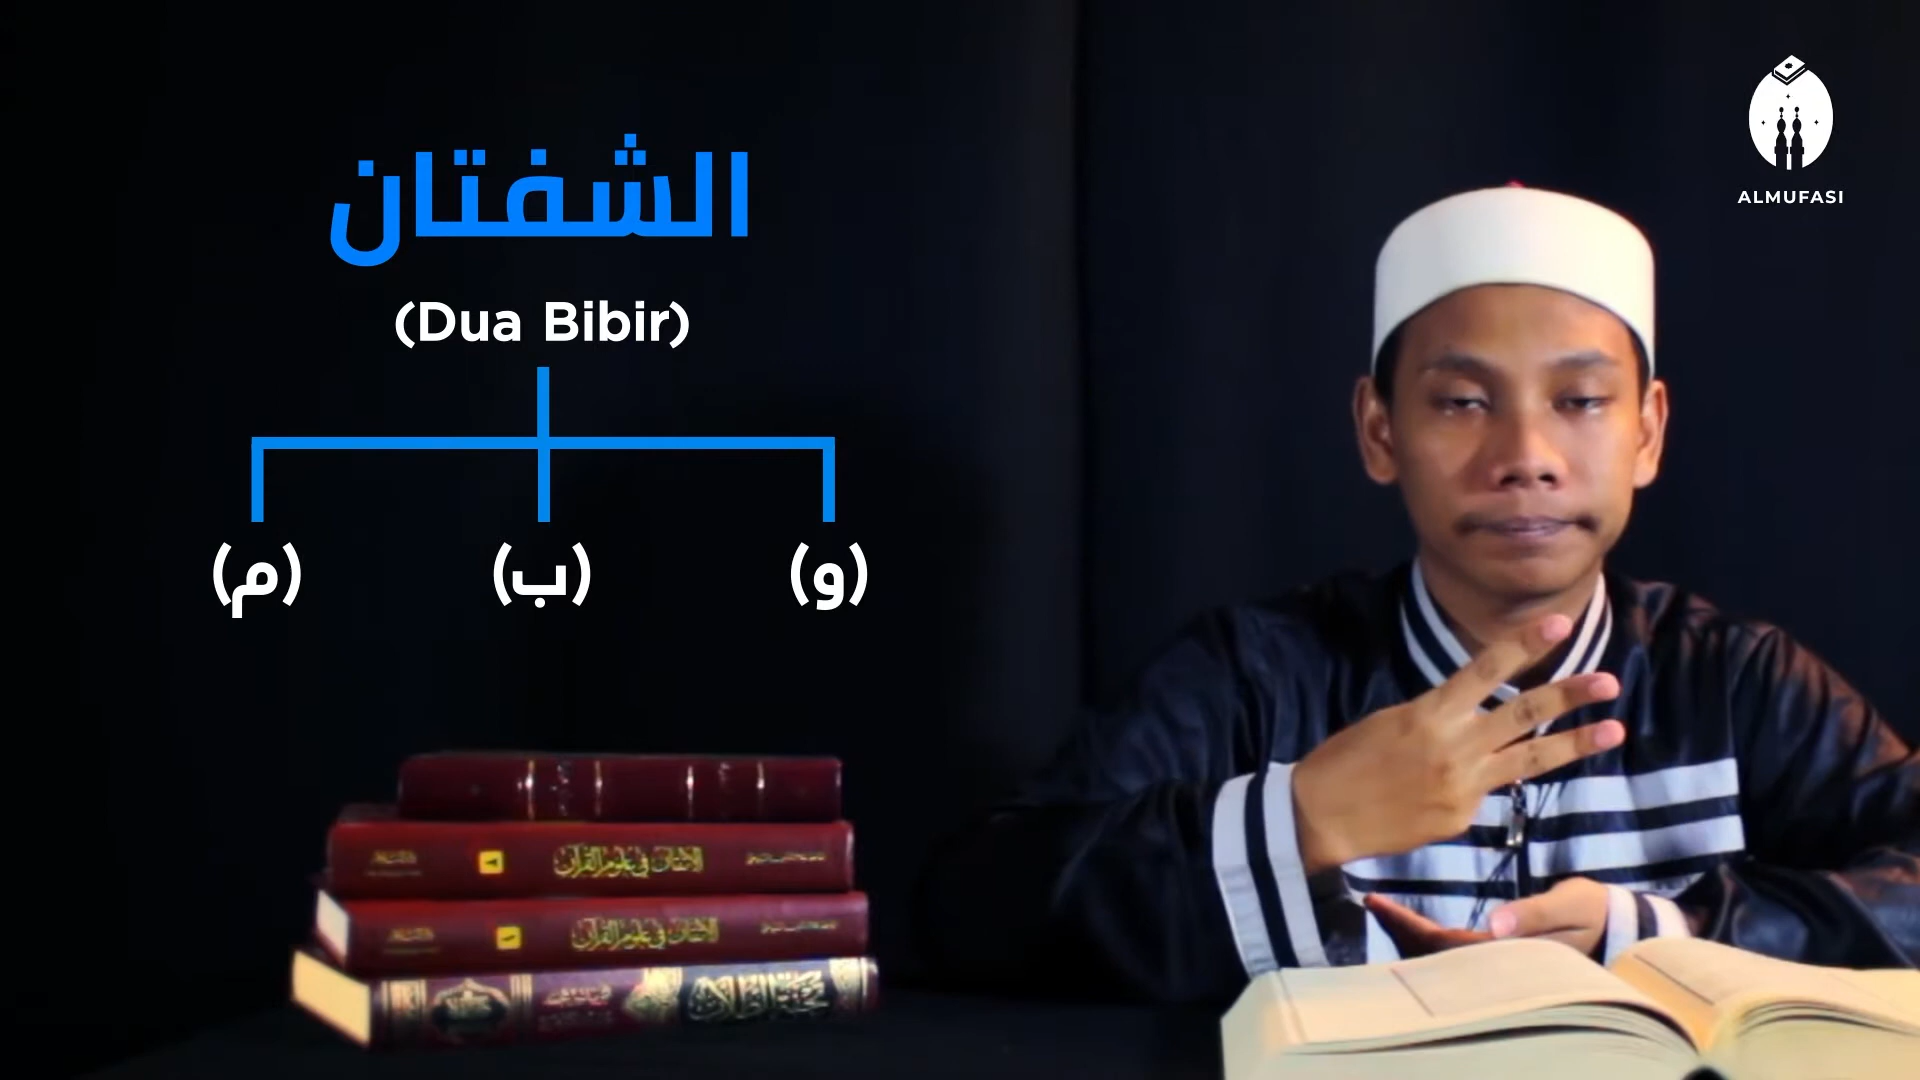 الشفتان
(Dua Bibir)
(و) (ب) (م)
ALMUFASI
الإتقان في علوم القرآن
الإتقان في علوم القرآن